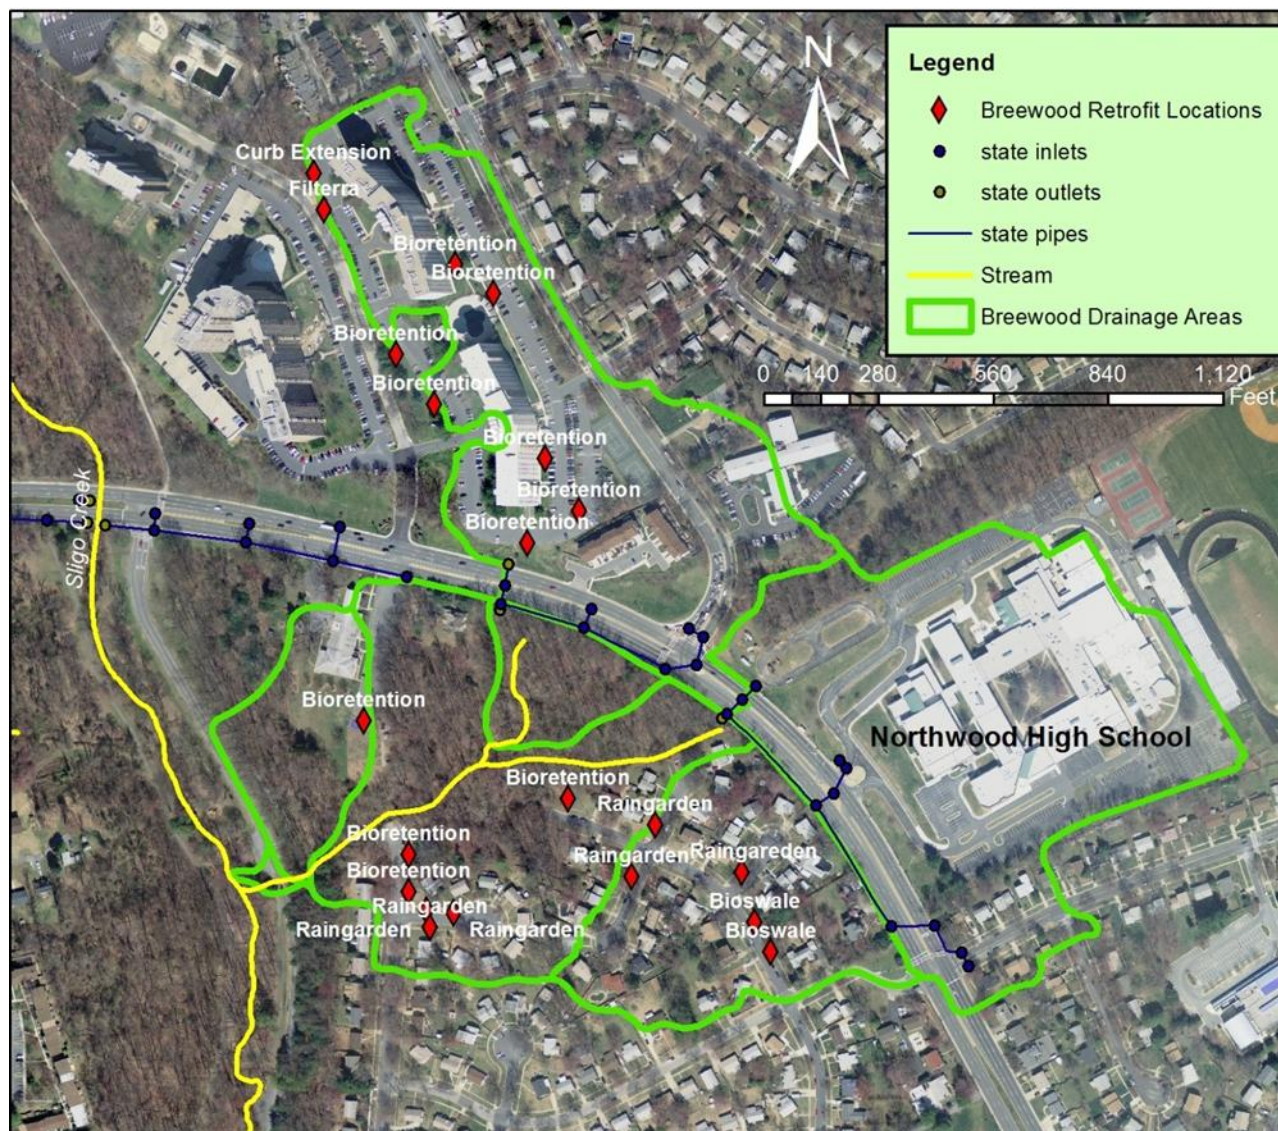 N
Legend
Breewood Retrofit Locations
state inlets
state outlets
state pipes
Stream
Breewood Drainage Areas
0 140 280 560 840 1,120
Feet
Curb Extension
Filterra
Bioretention
Bioretention
Bioretention
Bioretention
Bioretention
Bioretention
Bioretention
Sligo Creek
Bioretention
Northwood High School
Bioretention
Raingarden
Bioretention
Raingarden
Raingareden
Bioretention
Raingarden
Bioswale
Raingarden
Raingarden
Bioswale